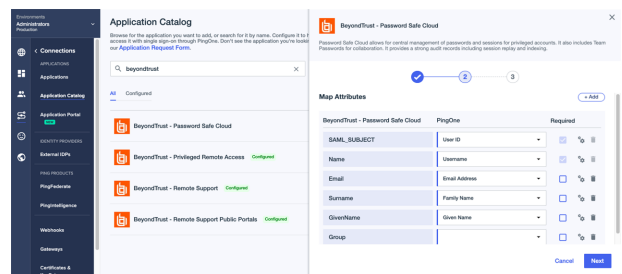 Environments
Administrators
Production
Connections
APPLICATIONS
Applications
Application Catalog
Application Portal
NEW
IDENTITY PROVIDERS
External IDPs
PING PRODUCTS
PingFederate
PingIntelligence
Webhooks
Gateways
Certificates &
Application Catalog
Browse for the application you want to add, or search for it by name. Configure it to
access it with single sign-on through PingOne. Don't see the application you're look
our Application Request Form.
beyondtrust
All Configured
BeyondTrust - Password Safe Cloud
BeyondTrust - Privileged Remote Access Configured
BeyondTrust - Remote Support Configured
BeyondTrust - Remote Support Public Portals Configured
BeyondTrust - Password Safe Cloud
Password Safe Cloud allows for central management of passwords and sessions for privileged accounts. It also includes Team
Passwords for collaboration. It provides a strong audit records including session replay and indexing.
2 3
Map Attributes + Add
BeyondTrust - Password Safe Cloud PingOne Required
SAML_SUBJECT User ID
Name Username
Email Email Address
Surname Family Name
GivenName Given Name
Group
Cancel Next